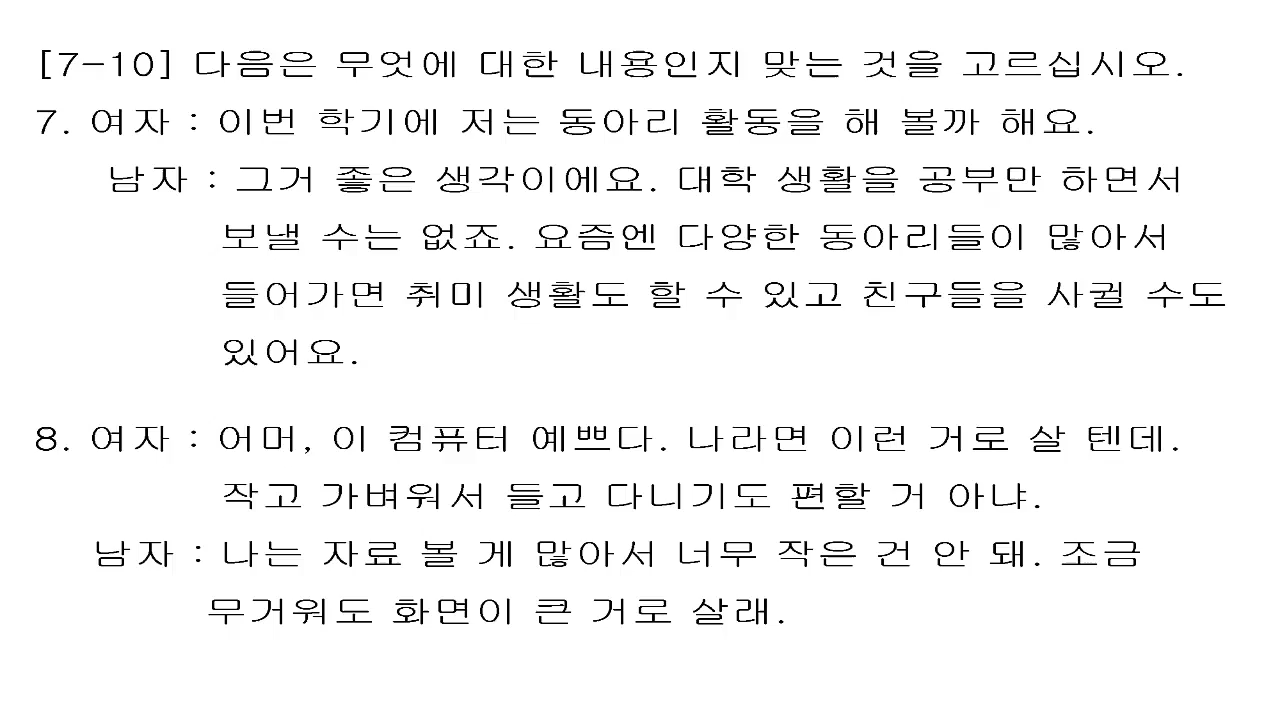 [7-10] 다음은 무엇에 대한 내용인지 맞는 것을 고르십시오.
7. 여자 : 이번 학기에 저는 동아리 활동을 해 볼까 해요.
남자 : 그거 좋은 생각이에요. 대학 생활을 공부만 하면서
보낼 수는 없죠. 요즘엔 다양한 동아리들이 많아서
들어가면 취미 생활도 할 수 있고 친구들을 사귈 수도
있어요.
8. 여자 : 어머, 이 컴퓨터 예쁘다. 나라면 이런 거로 살 텐데.
작고 가벼워서 들고 다니기도 편할 거 아냐.
남자 : 나는 자료 볼 게 많아서 너무 작은 건 안 돼. 조금
무거워도 화면이 큰 거로 살래.